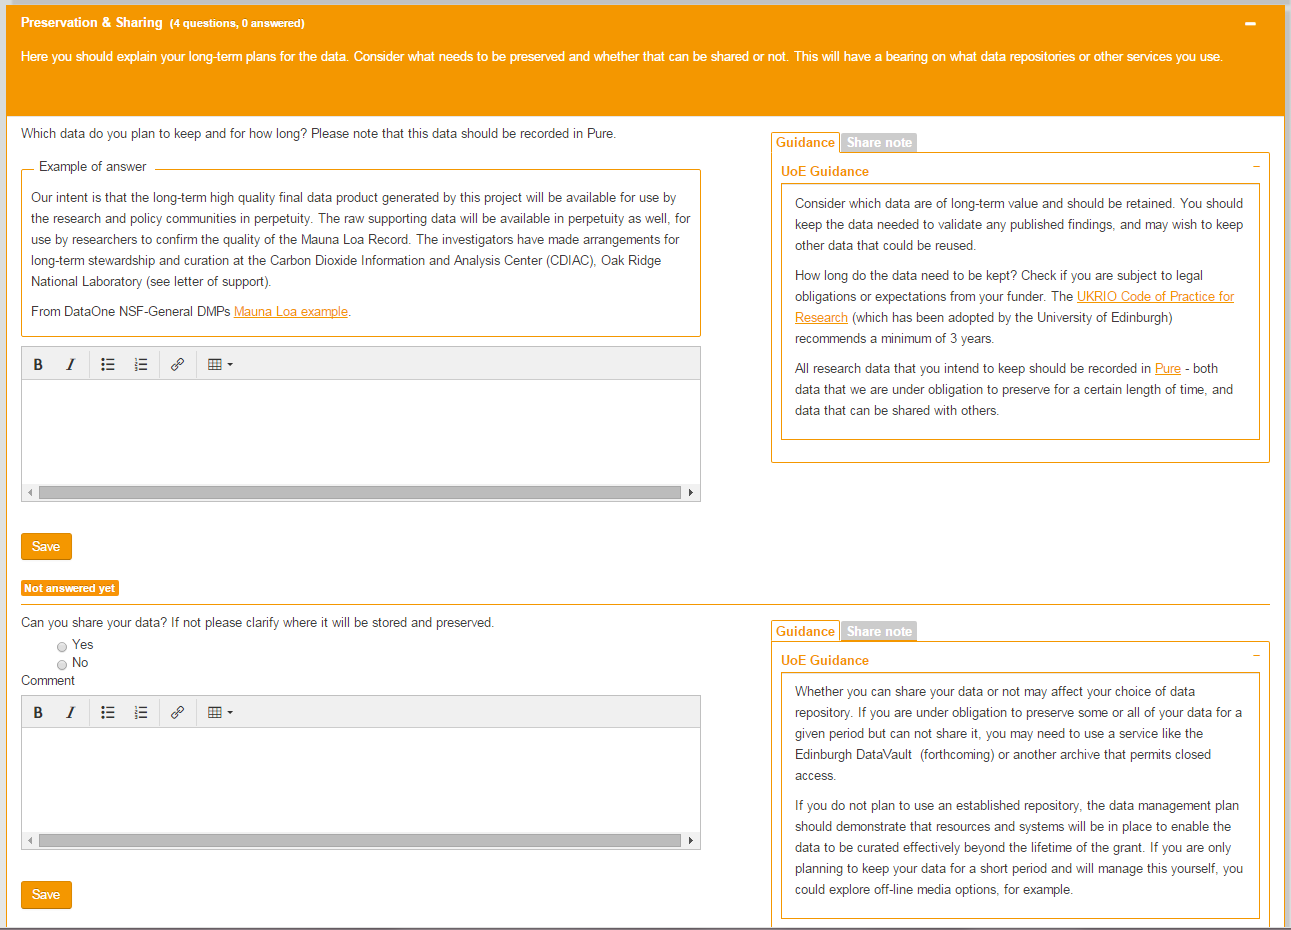 Preservation & Sharing (4 questions, 0 answered)
Here you should explain your long-term plans for the data. Consider what needs to be preserved and whether that can be shared or not. This will have a bearing on what data repositories or other services you use.
Which data do you plan to keep and for how long? Please note that this data should be recorded in Pure.
Example of answer
Our intent is that the long-term high quality final data product generated by this project will be available for use by
the research and policy communities in perpetuity. The raw supporting data will be available in perpetuity as well, for
use by researchers to confirm the quality of the Mauna Loa Record. The investigators have made arrangements for
long-term stewardship and curation at the Carbon Dioxide Information and Analysis Center (CDIAC), Oak Ridge
National Laboratory (see letter of support).
From DataOne NSF-General DMPs Mauna Loa example.
B I
Save
Not answered yet
Guidance Share note
UoE Guidance
Consider which data are of long-term value and should be retained. You should
keep the data needed to validate any published findings, and may wish to keep
other data that could be reused.
How long do the data need to be kept? Check if you are subject to legal
obligations or expectations from your funder. The UKRIO Code of Practice for
Research (which has been adopted by the University of Edinburgh)
recommends a minimum of 3 years.
All research data that you intend to keep should be recorded in Pure - both
data that we are under obligation to preserve for a certain length of time, and
data that can be shared with others.
Can you share your data? If not please clarify where it will be stored and preserved.
Yes
No
Comment
B I
Save
Guidance Share note
UoE Guidance
Whether you can share your data or not may affect your choice of data
repository. If you are under obligation to preserve some or all of your data for a
given period but can not share it, you may need to use a service like the
Edinburgh DataVault (forthcoming) or another archive that permits closed
access.
If you do not plan to use an established repository, the data management plan
should demonstrate that resources and systems will be in place to enable the
data to be curated effectively beyond the lifetime of the grant. If you are only
planning to keep your data for a short period and will manage this yourself, you
could explore off-line media options, for example.